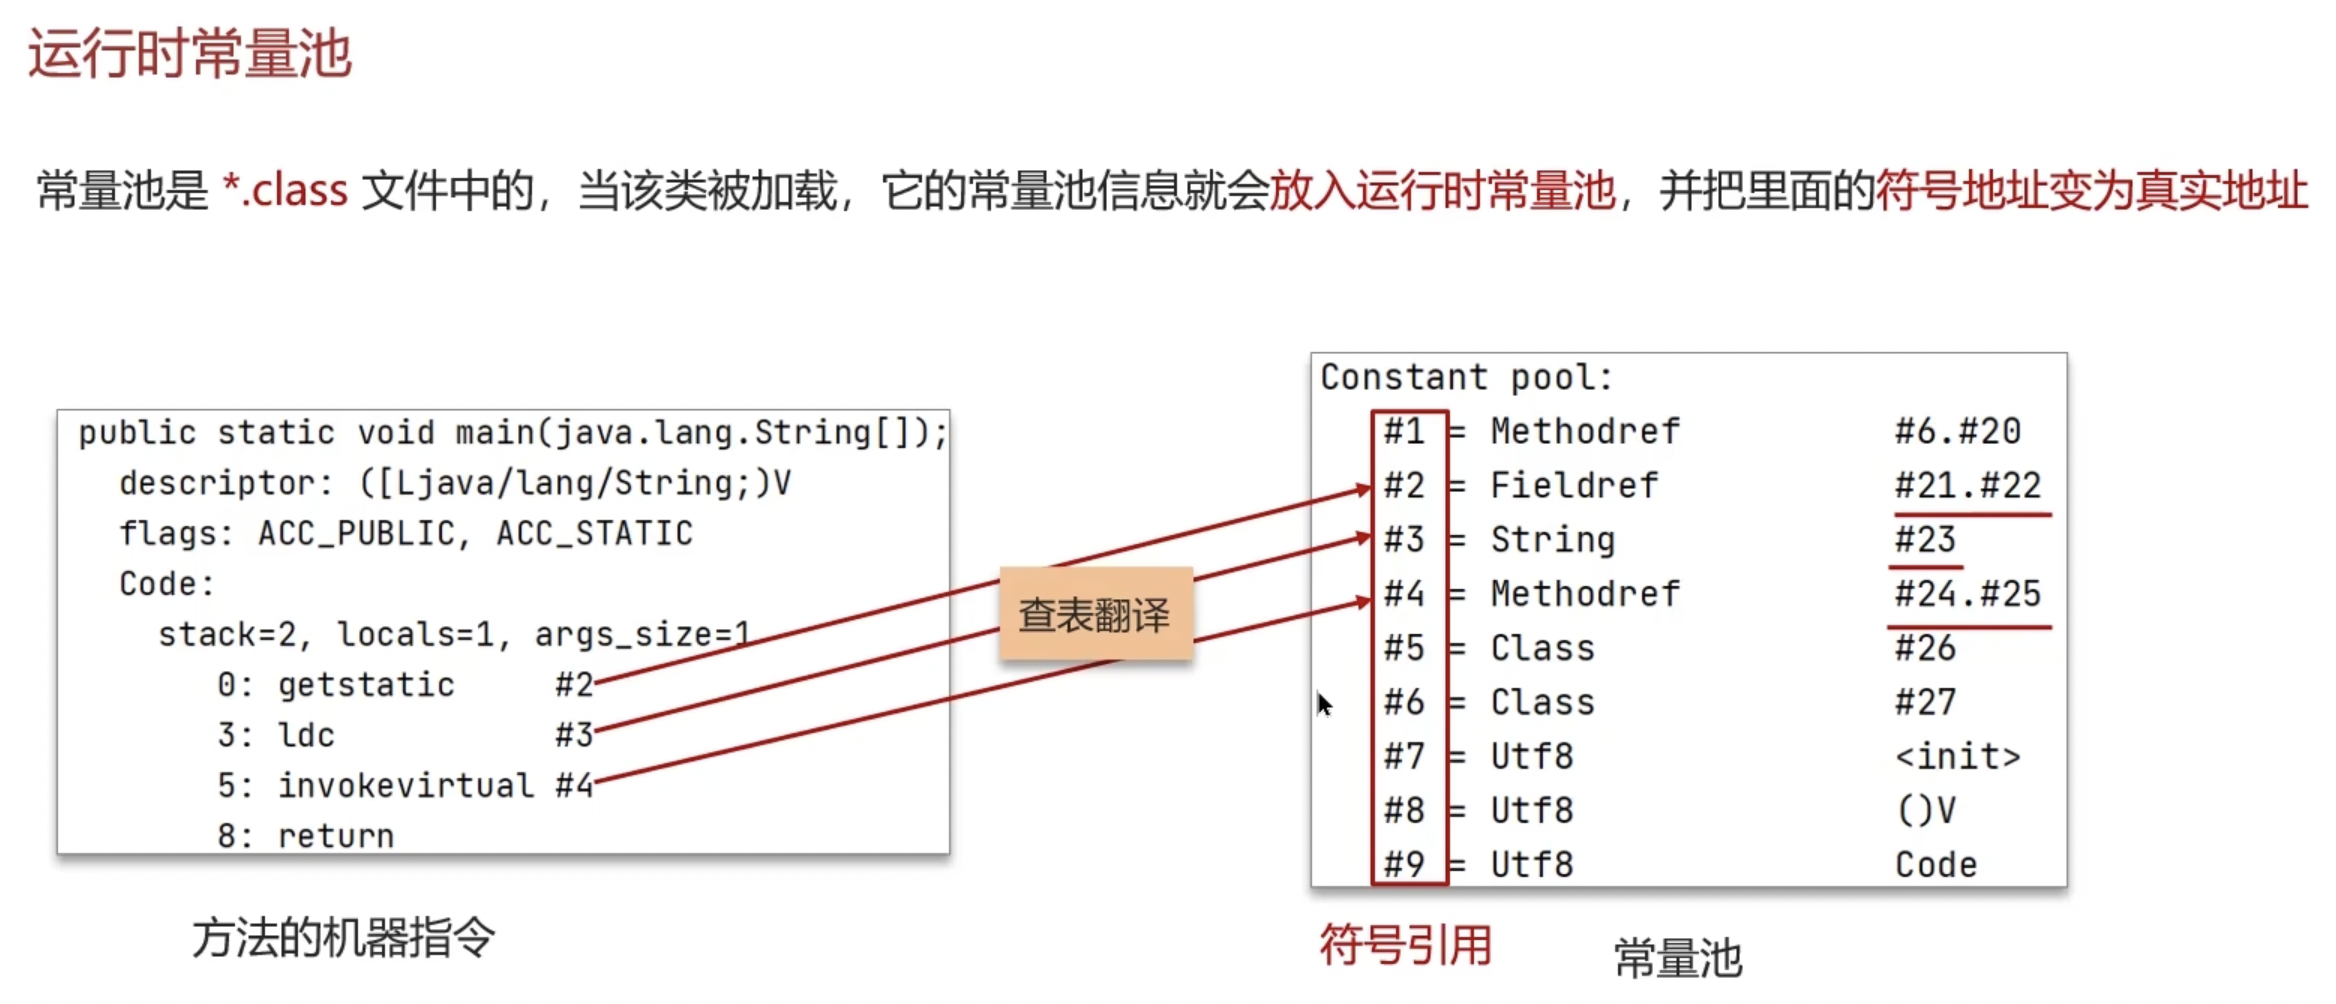 运行时常量池
常量池是 *.class 文件中的，当该类被加载，它的常量池信息就会放入运行时常量池，并把里面的符号地址变为真实地址
public static void main(java.lang.String[]);
descriptor: ([Ljava/lang/String;)V
flags: ACC_PUBLIC, ACC_STATIC
Code:
stack=2, locals=1, args_size=1
0: getstatic #2
3: ldc #3
5: invokevirtual #4
8: return
方法的机器指令
查表翻译
Constant pool:
#1 = Methodref #6.#20
#2 = Fieldref #21.#22
#3 = String #23
#4 = Methodref #24.#25
#5 = Class #26
#6 = Class #27
#7 = Utf8 <init>
#8 = Utf8 ()V
#9 = Utf8 Code
符号引用
常量池